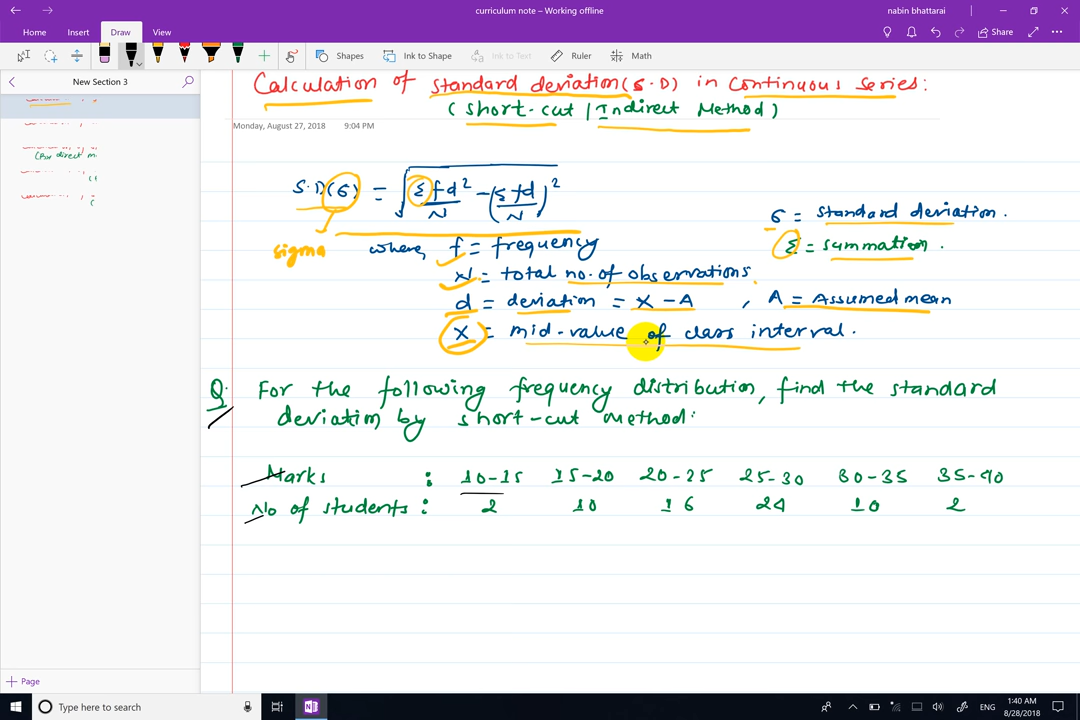 curriculum note – Working offline
nabin bhattarai
Home Insert Draw View
Share
Shapes Ink to Shape Ink to Text Ruler Math
New Section 3
Calculation of standard deviation (S.D) in Continuous Series:
(short-cut | Indirect Method)
Monday, August 27, 2018 9:04 PM
(For direct m
S.D(σ) = √Σfd²/N - (Σfd/N)²
σ = standard deviation.
sigma where, f = frequency
Σ = summation.
N = total no. of observations.
d = deviation = X - A , A = Assumed mean
X = mid-value of class interval.
Q. For the following frequency distribution, find the standard
deviation by short-cut method:
Marks : 10-15 15-20 20-25 25-30 30-35 35-40
No of students : 2 10 16 24 10 2
Page
Type here to search
ENG
1:40 AM
8/28/2018